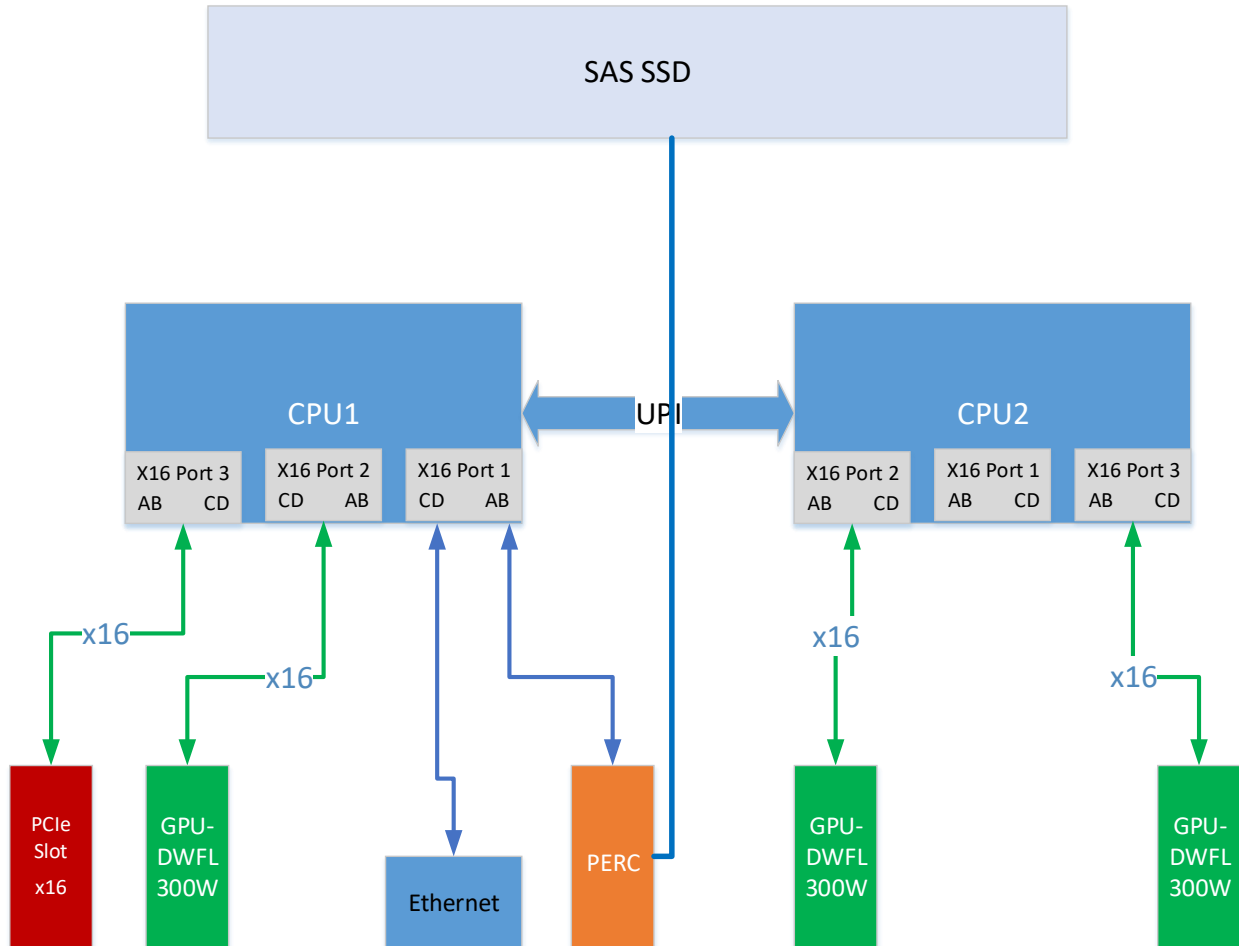 SAS SSD
CPU1
UPI
CPU2
X16 Port 3
AB CD
X16 Port 2
CD AB
X16 Port 1
CD AB
X16 Port 2
AB CD
X16 Port 1
AB CD
X16 Port 3
AB CD
x16
x16
x16
x16
PCIe
Slot
x16
GPU-
DWFL
300W
Ethernet
PERC
GPU-
DWFL
300W
GPU-
DWFL
300W